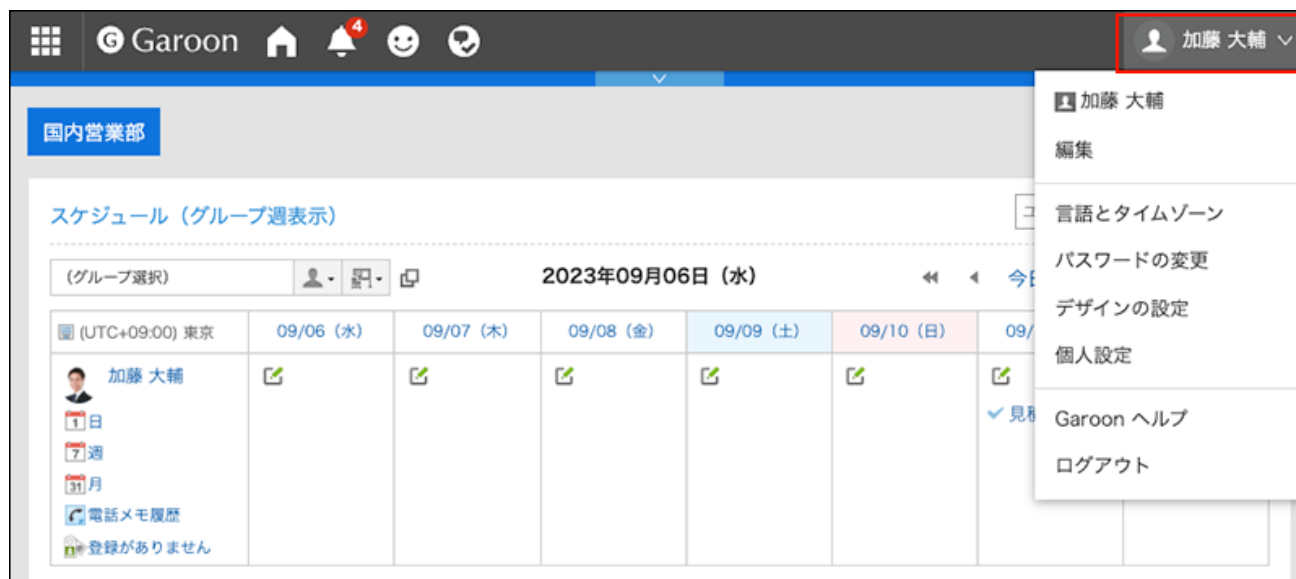 G Garoon 4 加藤 大輔
加藤 大輔
編集
国内営業部
スケジュール（グループ週表示）
言語とタイムゾーン
パスワードの変更
(グループ選択) 2023年09月06日（水）
デザインの設定
(UTC+09:00) 東京 09/06（水） 09/07（木） 09/08（金） 09/09（土） 09/10（日） 09/
個人設定
加藤 大輔
1 日
7 週
31 月
電話メモ履歴
登録がありません
Garoon ヘルプ
ログアウト